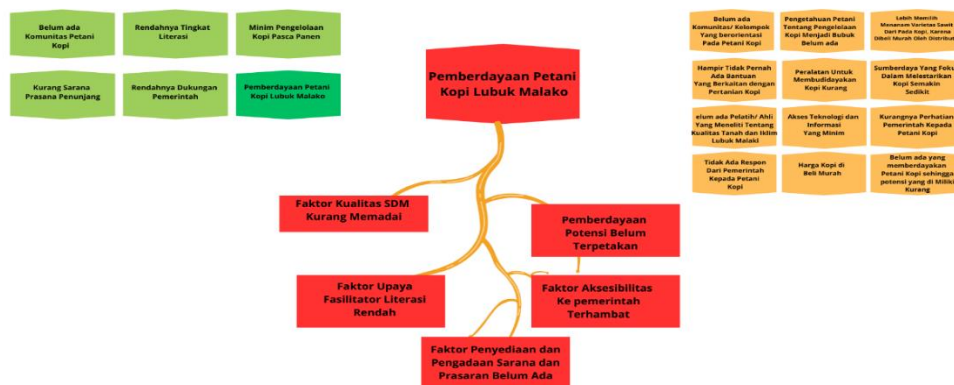 Belum ada
Komunitas Petani
Kopi
Rendahnya Tingkat
Literasi
Minim Pengelolaan
Kopi Pasca Panen
Kurang Sarana
Prasana Penunjang
Rendahnya Dukungan
Pemerintah
Pemberdayaan Petani
Kopi Lubuk Malako
Pemberdayaan Petani
Kopi Lubuk Malako
Faktor Kualitas SDM
Kurang Memadai
Pemberdayaan
Potensi Belum
Terpetakan
Faktor Upaya
Fasilitator Literasi
Rendah
Faktor Aksesibilitas
Ke pemerintah
Terhambat
Faktor Penyediaan dan
Pengadaan Sarana dan
Prasaran Belum Ada
Belum ada
Komunitas/ Kelompok
Yang berorientasi
Pada Petani Kopi
Pengetahuan Petani
Tentang Pengelolaan
Kopi Menjadi Bubuk
Belum ada
Lebih Memilih
Menanam Varietas Sawit
Dari Pada Kopi, Karena
Dibeli Murah Oleh Distribut
Hampir Tidak Pernah
Ada Bantuan
Yang Berkaitan dengan
Pertanian Kopi
Peralatan Untuk
Membudidayakan
Kopi Kurang
Sumberdaya Yang Foku
Dalam Melestarikan
Kopi Semakin
Sedikit
elum ada Pelatih/ Ahli
Yang Meneliti Tentang
Kualitas Tanah dan Iklim
Lubuk Malaki
Akses Teknologi dan
Informasi
Yang Minim
Kurangnya Perhatian
Pemerintah Kepada
Petani Kopi
Tidak Ada Respon
Dari Pemerintah
Kepada Petani
Kopi
Harga Kopi di
Beli Murah
Belum ada yang
memberdayakan
Petani Kopi sehingga
potensi yang di Miliki
Kurang